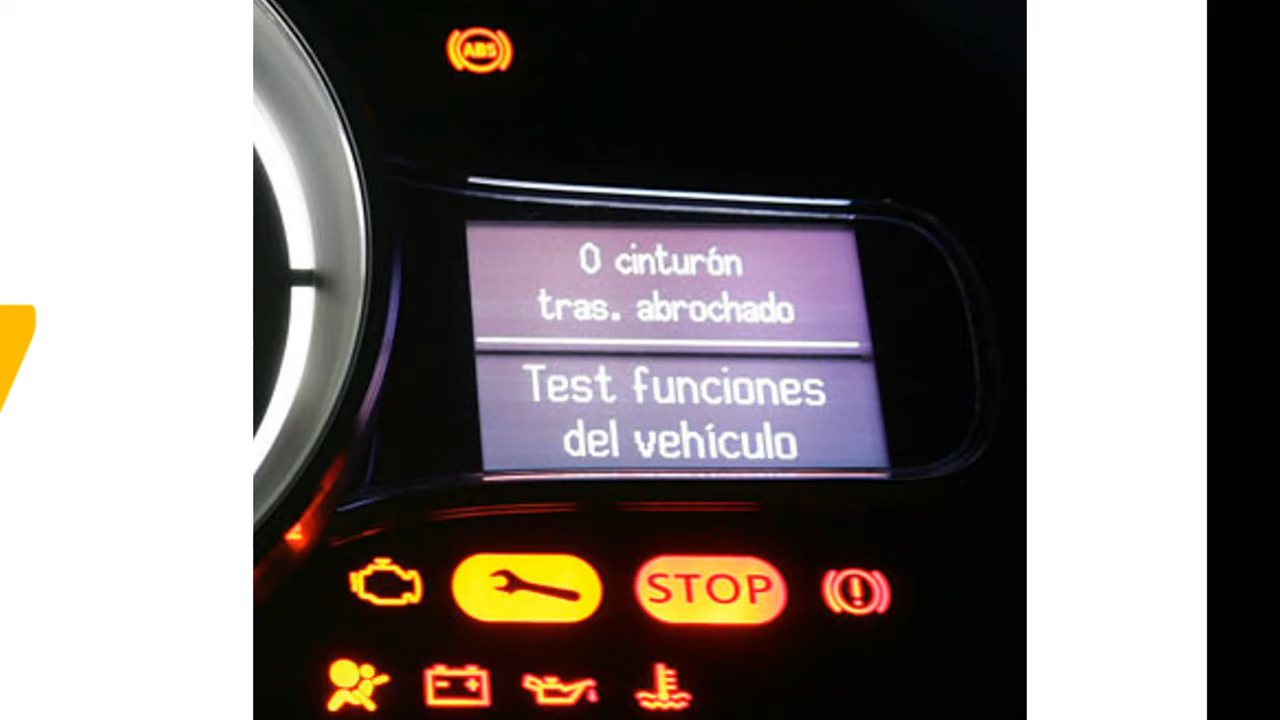 ABS
0 cinturón
tras. abrochado
Test funciones
del vehículo
STOP